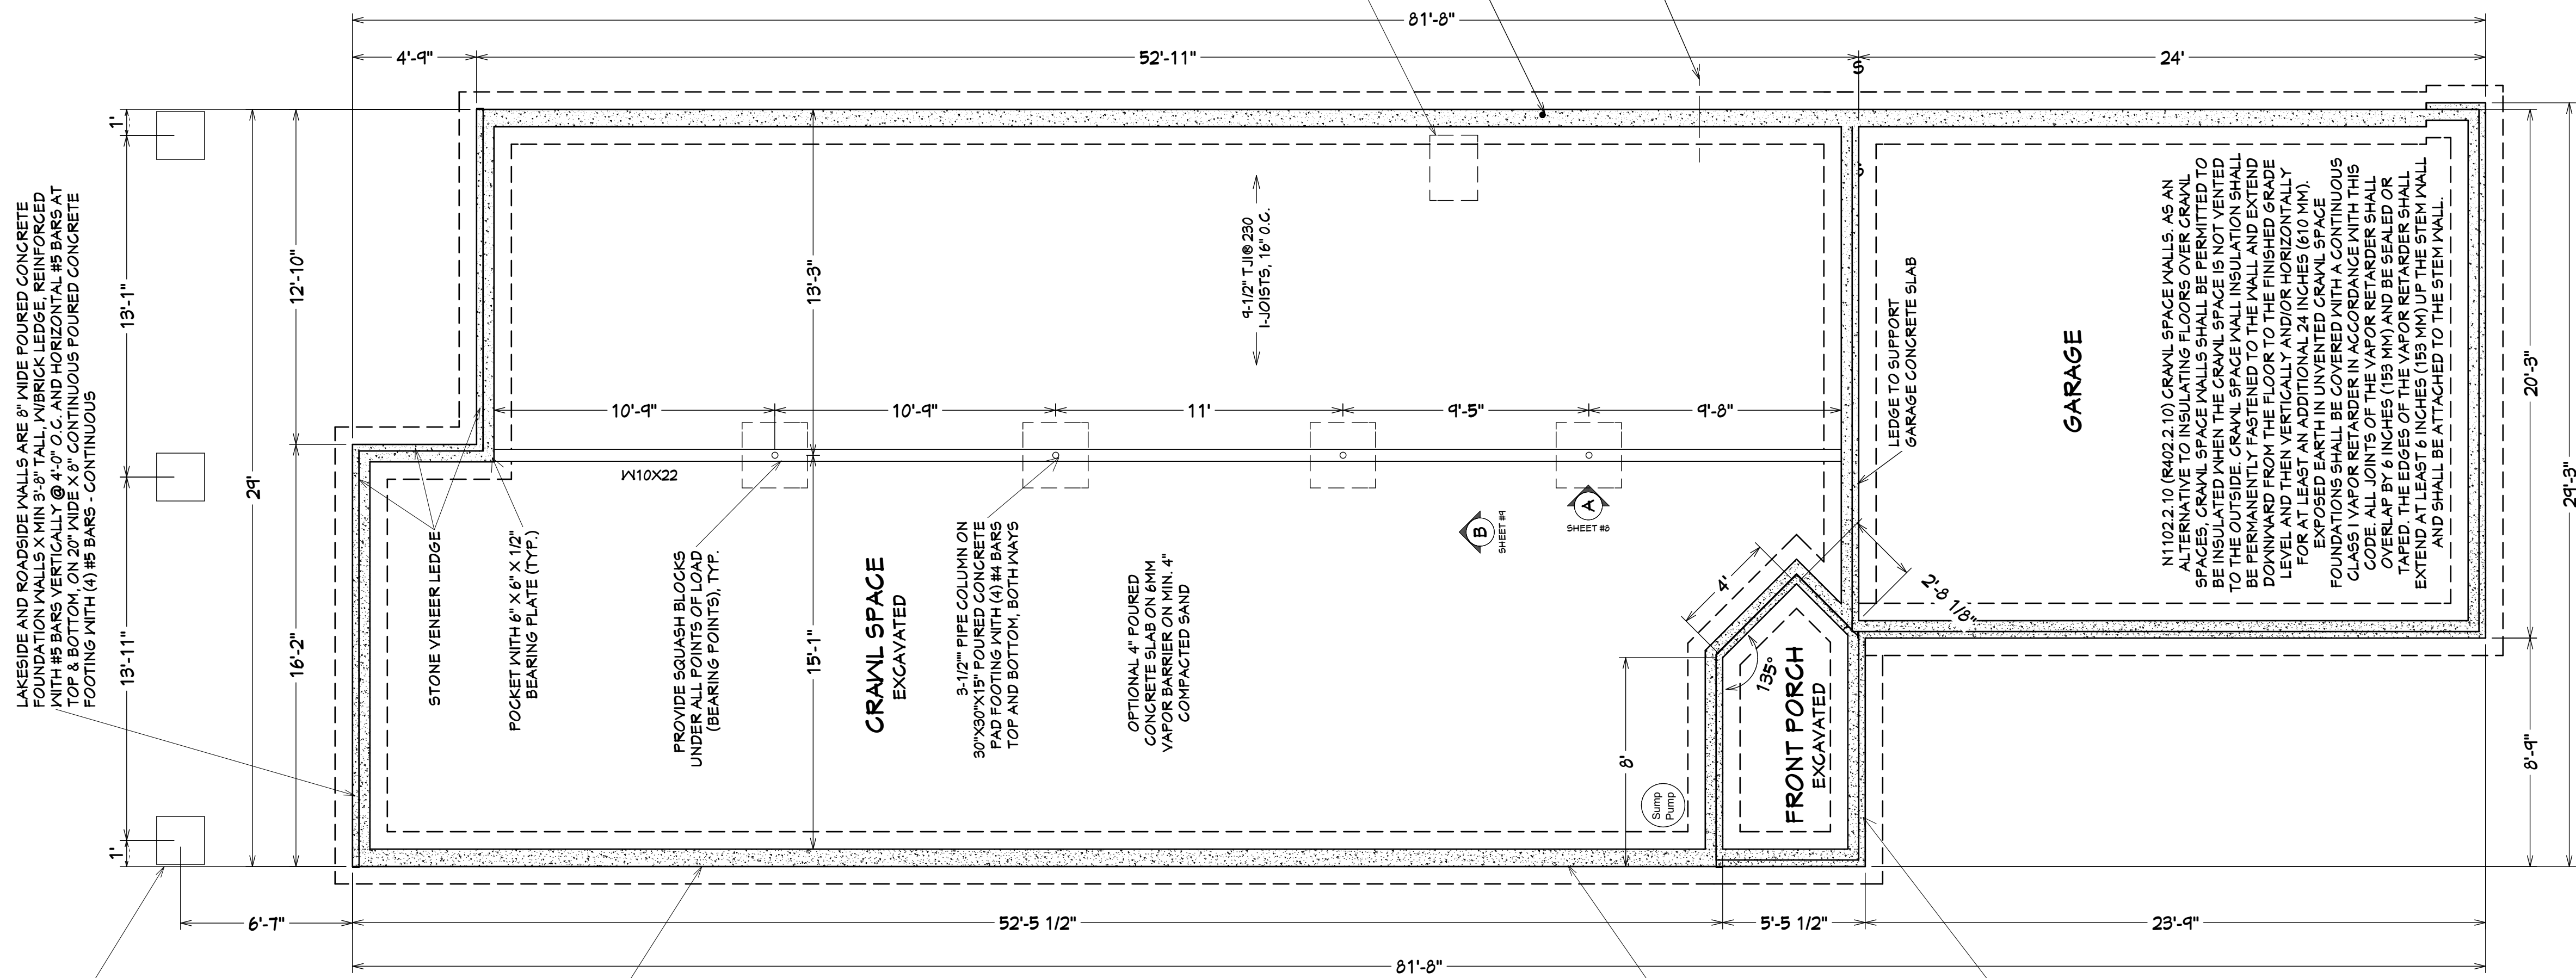 81'-8"
4'-9"
52'-11"
24'
S
S
LAKESIDE AND ROADSIDE WALLS ARE 8" WIDE POURED CONCRETE
FOUNDATION WALLS X MIN 3'-8" TALL, W/BRICK LEDGE, REINFORCED
WITH #5 BARS VERTICALLY @ 4'-0" O.C. AND HORIZONTAL #5 BARS AT
TOP & BOTTOM, ON 20" WIDE X 8" CONTINUOUS POURED CONCRETE
FOOTING WITH (4) #5 BARS - CONTINUOUS
1'
13'-1"
13'-11"
1'
29'
12'-10"
16'-2"
13'-3"
15'-1"
10'-9"
10'-9"
11'
9'-5"
9'-8"
W10X22
9-1/2" TJI® 230
I-JOISTS, 16" O.C.
STONE VENEER LEDGE
POCKET WITH 6" X 6" X 1/2"
BEARING PLATE (TYP.)
PROVIDE SQUASH BLOCKS
UNDER ALL POINTS OF LOAD
(BEARING POINTS), TYP.
CRAWL SPACE
EXCAVATED
3-1/2"" PIPE COLUMN ON
30"X30"X15" POURED CONCRETE
PAD FOOTING WITH (4) #4 BARS
TOP AND BOTTOM, BOTH WAYS
OPTIONAL 4" POURED
CONCRETE SLAB ON 6MM
VAPOR BARRIER ON MIN. 4"
COMPACTED SAND
B
SHEET #9
A
SHEET #8
Sump
Pump
8'
4'
135°
2'-8 1/8"
FRONT PORCH
EXCAVATED
LEDGE TO SUPPORT
GARAGE CONCRETE SLAB
GARAGE
N1102.2.10 (R402.2.10) CRAWL SPACE WALLS. AS AN
ALTERNATIVE TO INSULATING FLOORS OVER CRAWL
SPACES, CRAWL SPACE WALLS SHALL BE PERMITTED TO
BE INSULATED WHEN THE CRAWL SPACE IS NOT VENTED
TO THE OUTSIDE. CRAWL SPACE WALL INSULATION SHALL
BE PERMANENTLY FASTENED TO THE WALL AND EXTEND
DOWNWARD FROM THE FLOOR TO THE FINISHED GRADE
LEVEL AND THEN VERTICALLY AND/OR HORIZONTALLY
FOR AT LEAST AN ADDITIONAL 24 INCHES (610 MM).
EXPOSED EARTH IN UNVENTED CRAWL SPACE
FOUNDATIONS SHALL BE COVERED WITH A CONTINUOUS
CLASS I VAPOR RETARDER IN ACCORDANCE WITH THIS
CODE. ALL JOINTS OF THE VAPOR RETARDER SHALL
OVERLAP BY 6 INCHES (153 MM) AND BE SEALED OR
TAPED. THE EDGES OF THE VAPOR RETARDER SHALL
EXTEND AT LEAST 6 INCHES (153 MM) UP THE STEM WALL
AND SHALL BE ATTACHED TO THE STEM WALL.
20'-3"
8'-9"
29'-3"
6'-7"
52'-5 1/2"
5'-5 1/2"
23'-9"
81'-8"